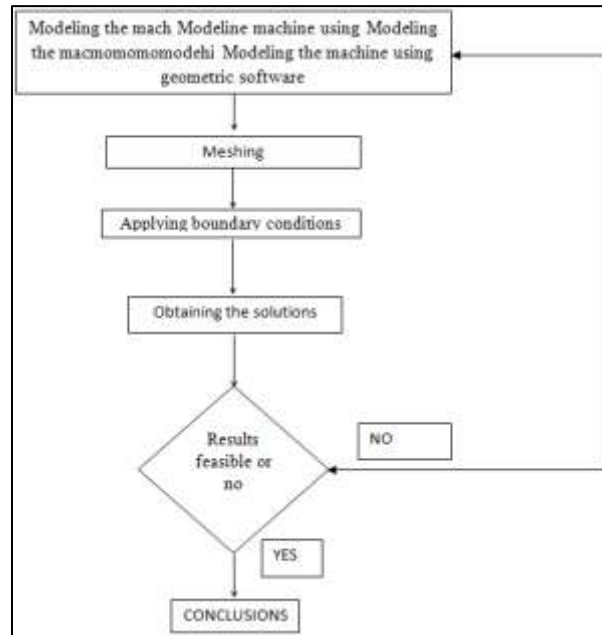 Modeling the mach Modeline machine using Modeling
the macmomomomodehi Modeling the machine using
geometric software
Meshing
Applying boundary conditions
Obtaining the solutions
Results
feasible or
no
NO
YES
CONCLUSIONS